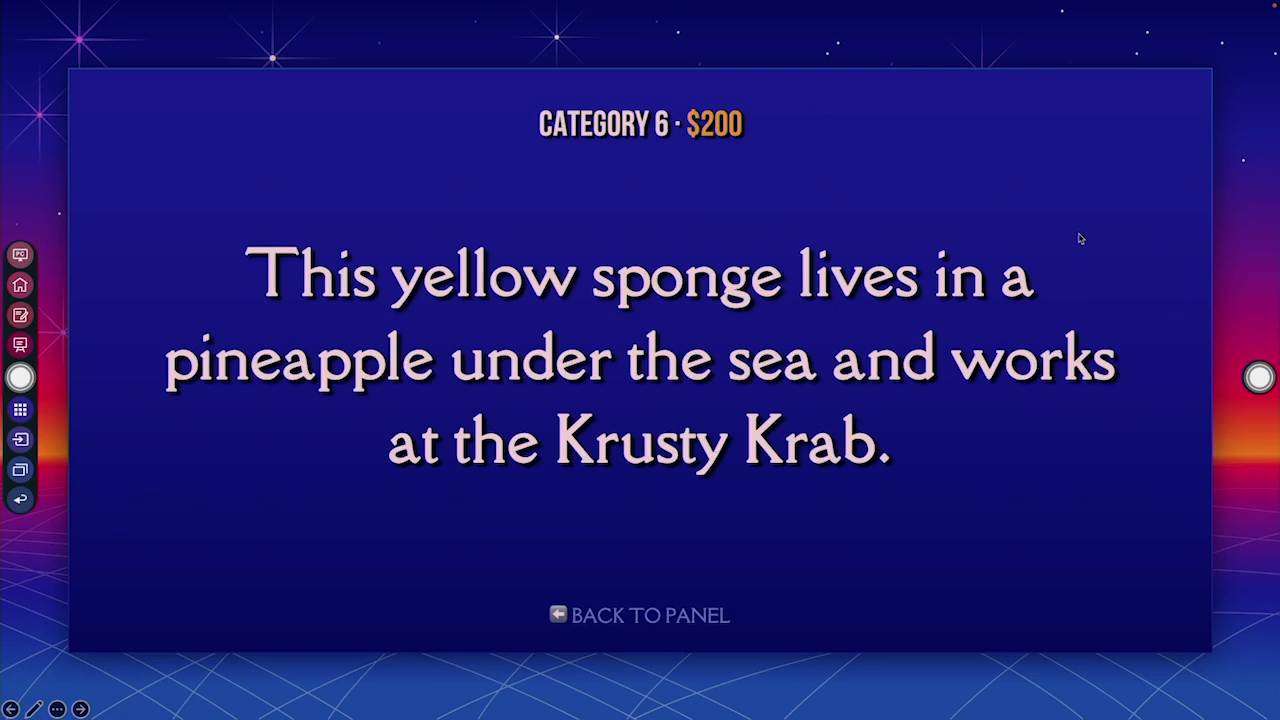 CATEGORY 6 · $200
This yellow sponge lives in a
pineapple under the sea and works
at the Krusty Krab.
BACK TO PANEL
PC